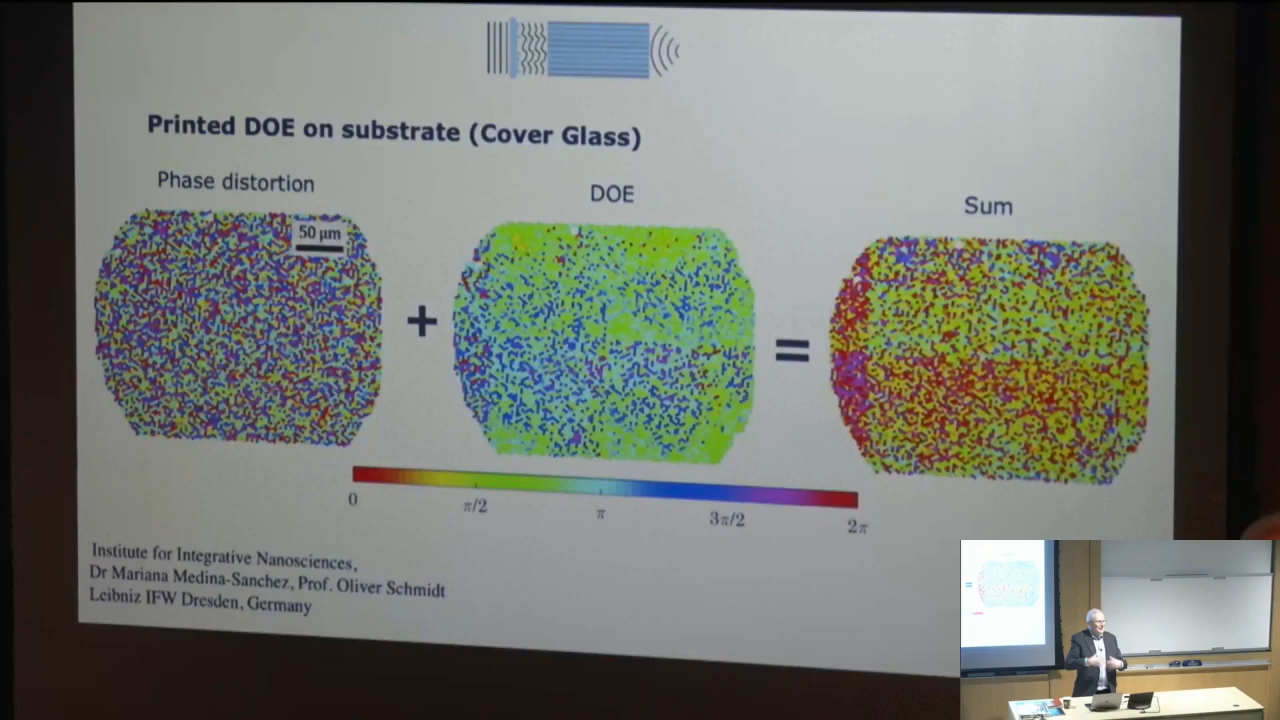 Printed DOE on substrate (Cover Glass)
Phase distortion
DOE
Sum
50 μm
+
=
0
π/2
π
3π/2
2π
Institute for Integrative Nanosciences,
Dr Mariana Medina-Sanchez, Prof. Oliver Schmidt
Leibniz IFW Dresden, Germany